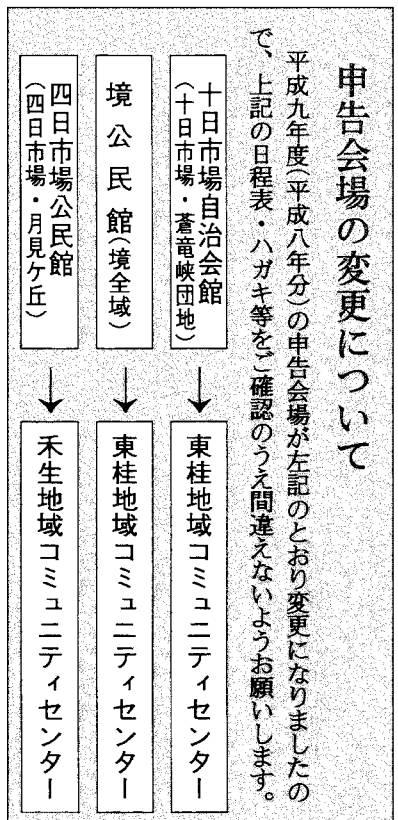 申告会場の変更について
平成九年度(平成八年分)の申告会場が左記のとおり変更になりましたの
で、上記の日程表・ハガキ等をご確認のうえ間違えないようお願いします。
十日市場自治会館
(十日市場・蒼竜峡団地)
↓
東桂地域コミュニティセンター
境公民館(境全域)
↓
東桂地域コミュニティセンター
四日市場公民館
(四日市場・月見ケ丘)
↓
禾生地域コミュニティセンター